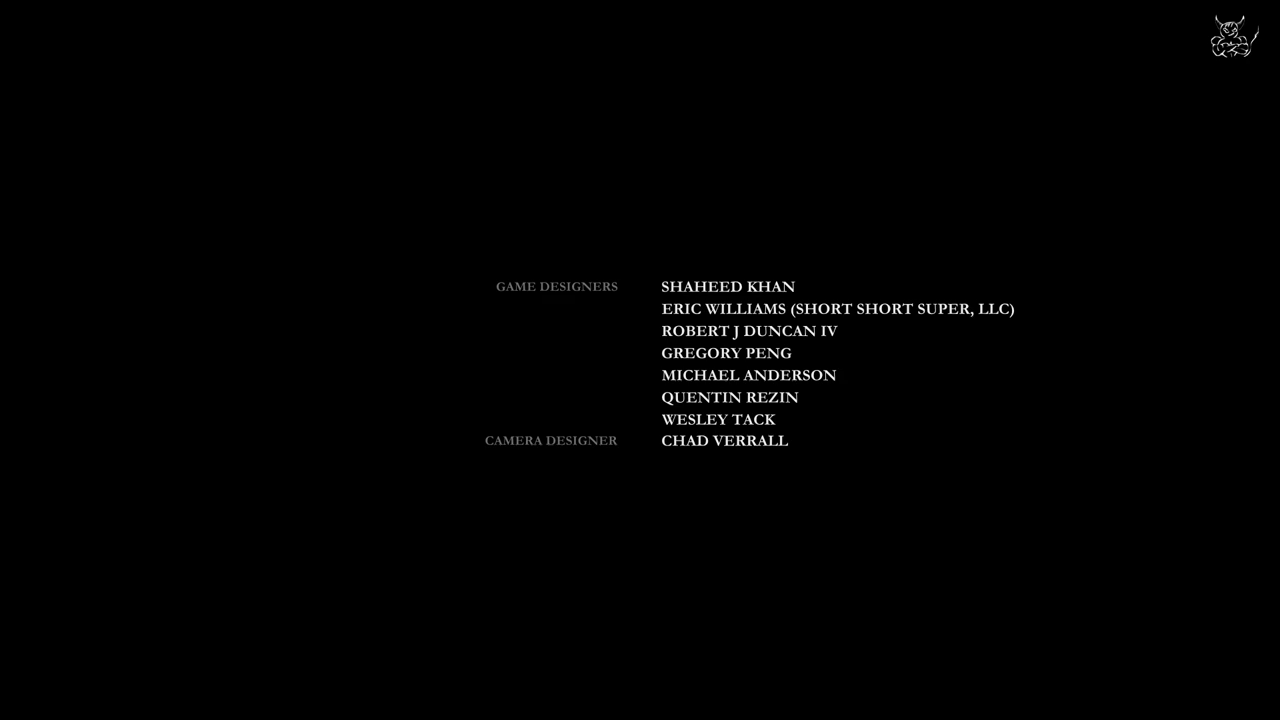 GAME DESIGNERS SHAHEED KHAN
ERIC WILLIAMS (SHORT SHORT SUPER, LLC)
ROBERT J DUNCAN IV
GREGORY PENG
MICHAEL ANDERSON
QUENTIN REZIN
WESLEY TACK
CAMERA DESIGNER CHAD VERRALL